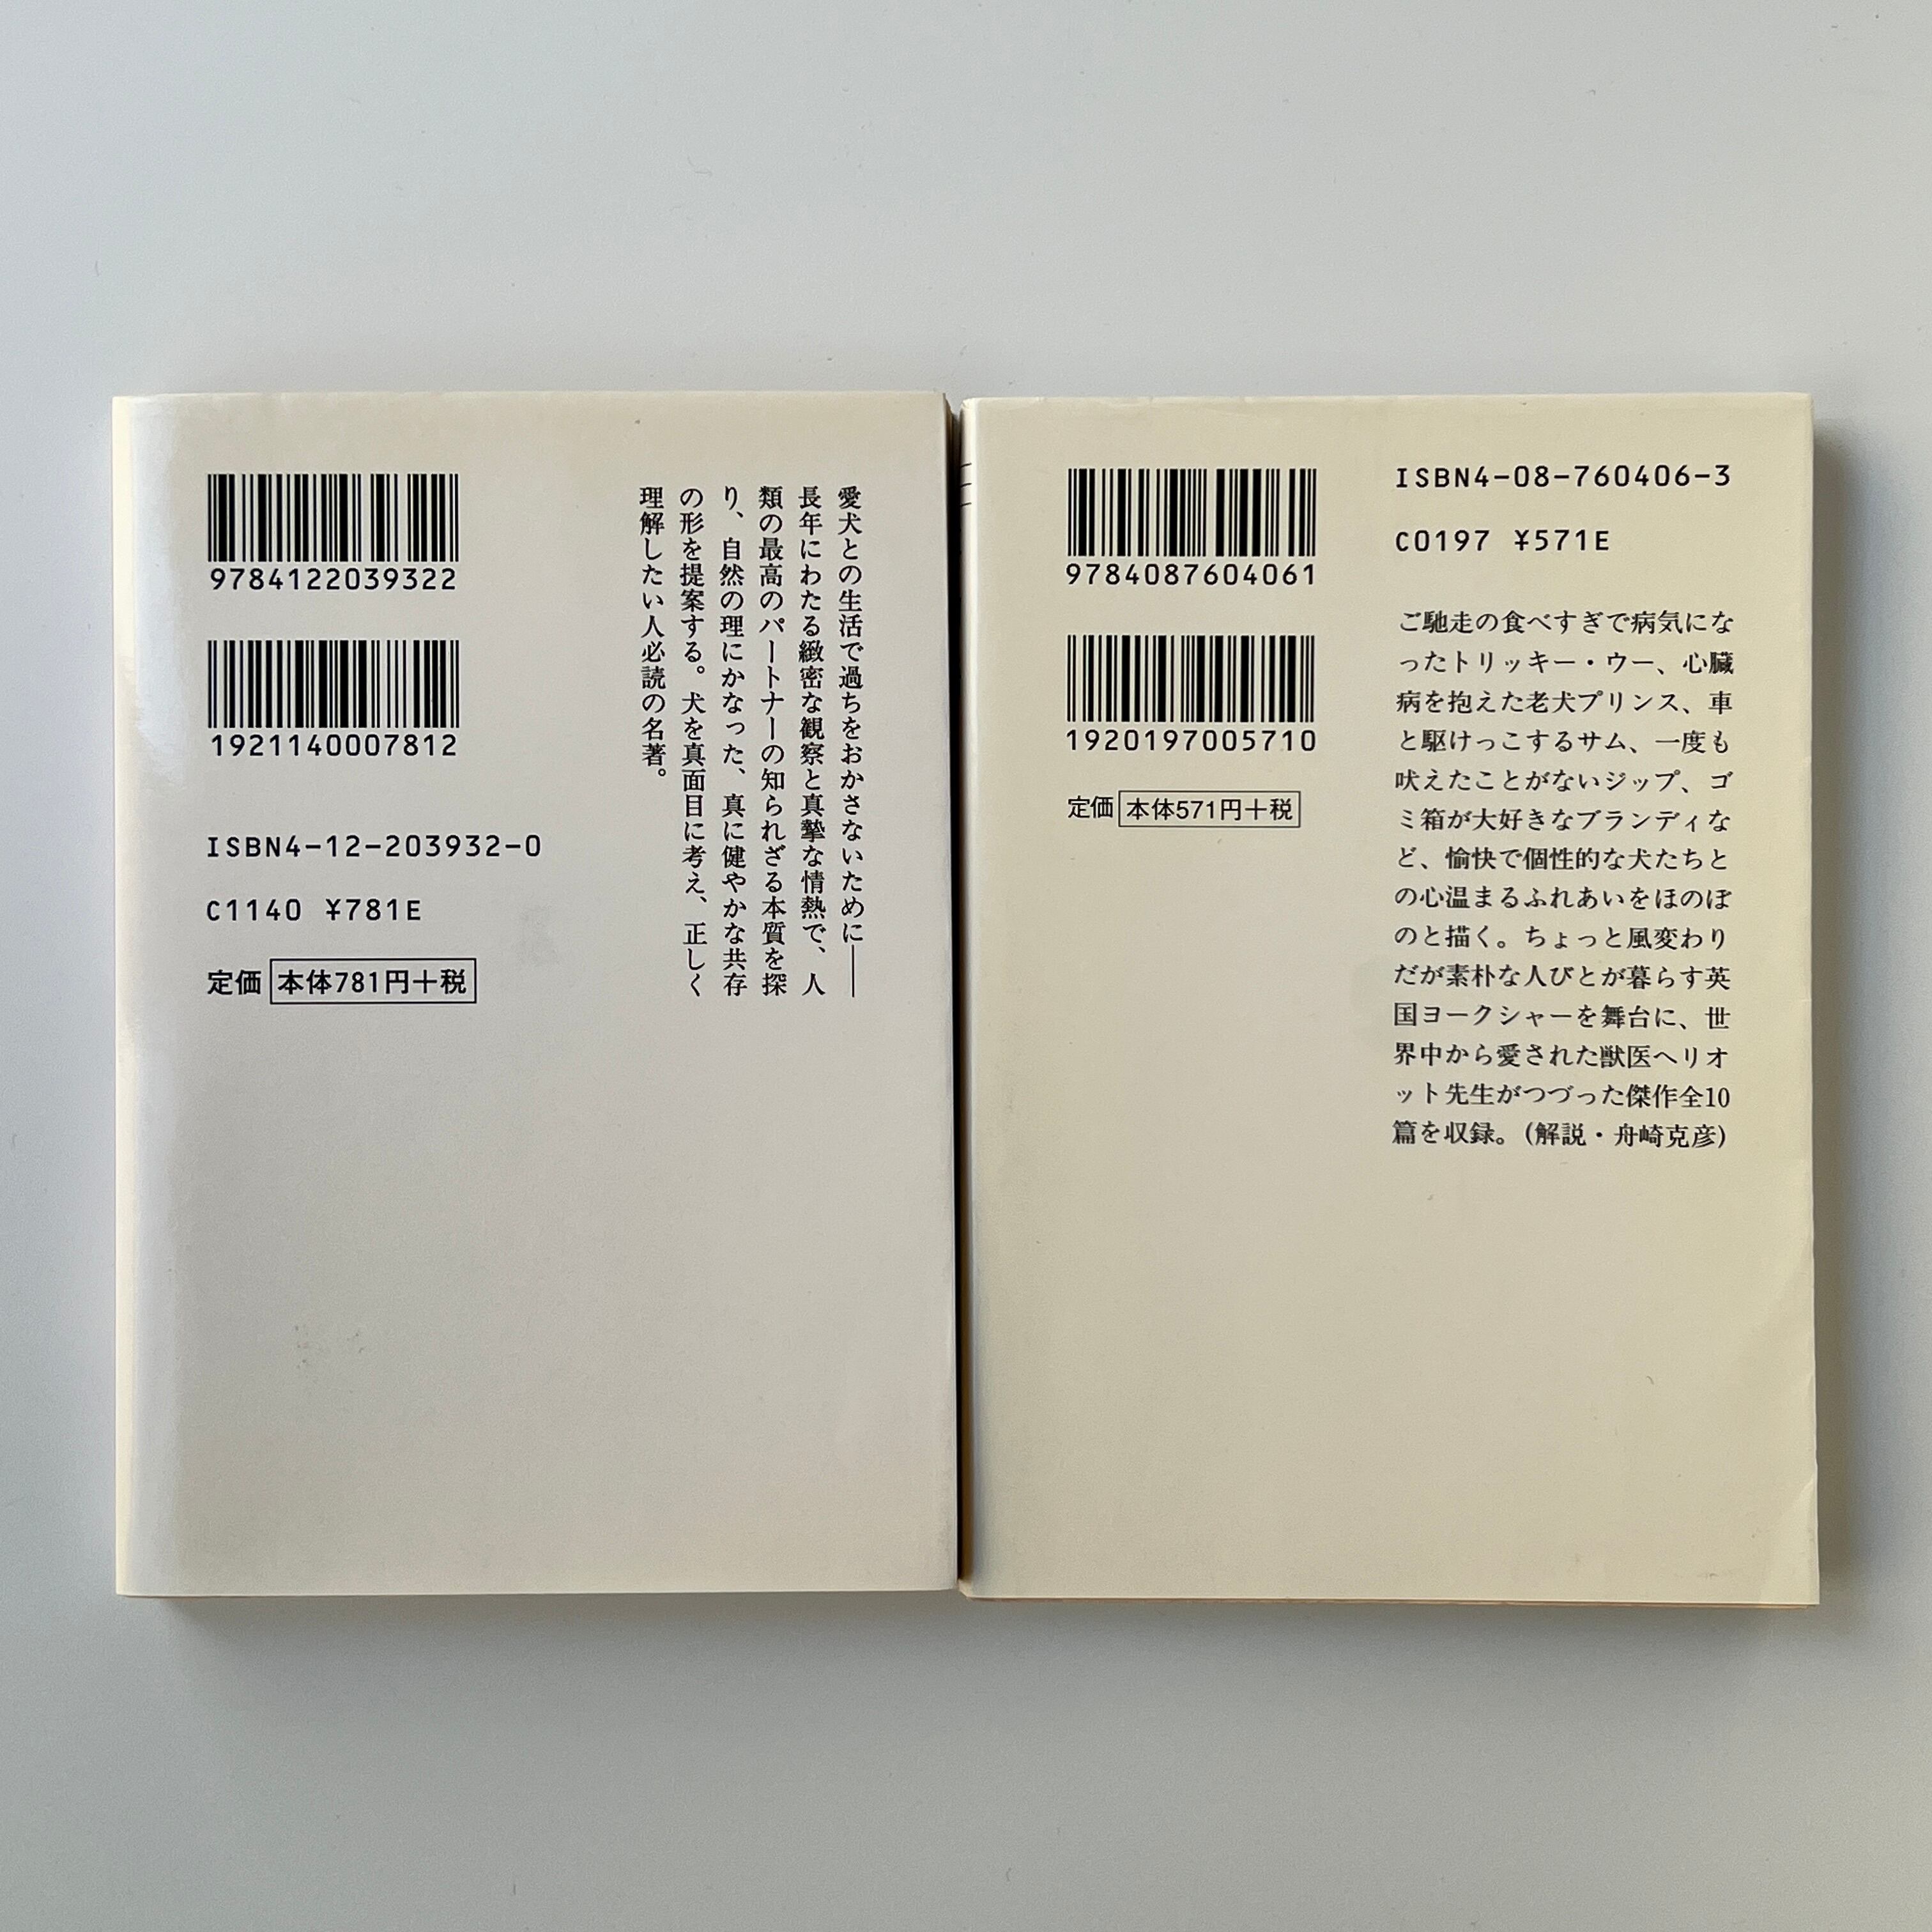 9784122039322
1921140007812
ISBN4-12-203932-0
C1140 ¥781E
定価 本体781円+税
愛犬との生活で過ちをおかさないために――
長年にわたる緻密な観察と真摯な情熱で、人
類の最高のパートナーの知られざる本質を探
り、自然の理にかなった、真に健やかな共存
の形を提案する。犬を真面目に考え、正しく
理解したい人必読の名著。
9784087604061
1920197005710
定価 本体571円+税
ISBN4-08-760406-3
C0197 ¥571E
ご馳走の食べすぎで病気にな
ったトリッキー・ウー、心臓
病を抱えた老犬プリンス、車
と駆けっこするサム、一度も
吠えたことがないジップ、ゴ
ミ箱が大好きなブランディな
ど、愉快で個性的な犬たちと
の心温まるふれあいをほのぼ
のと描く。ちょっと風変わり
だが素朴な人びとが暮らす英
国ヨークシャーを舞台に、世
界中から愛された獣医ヘリオ
ット先生がつづった傑作全10
篇を収録。(解説・舟崎克彦)